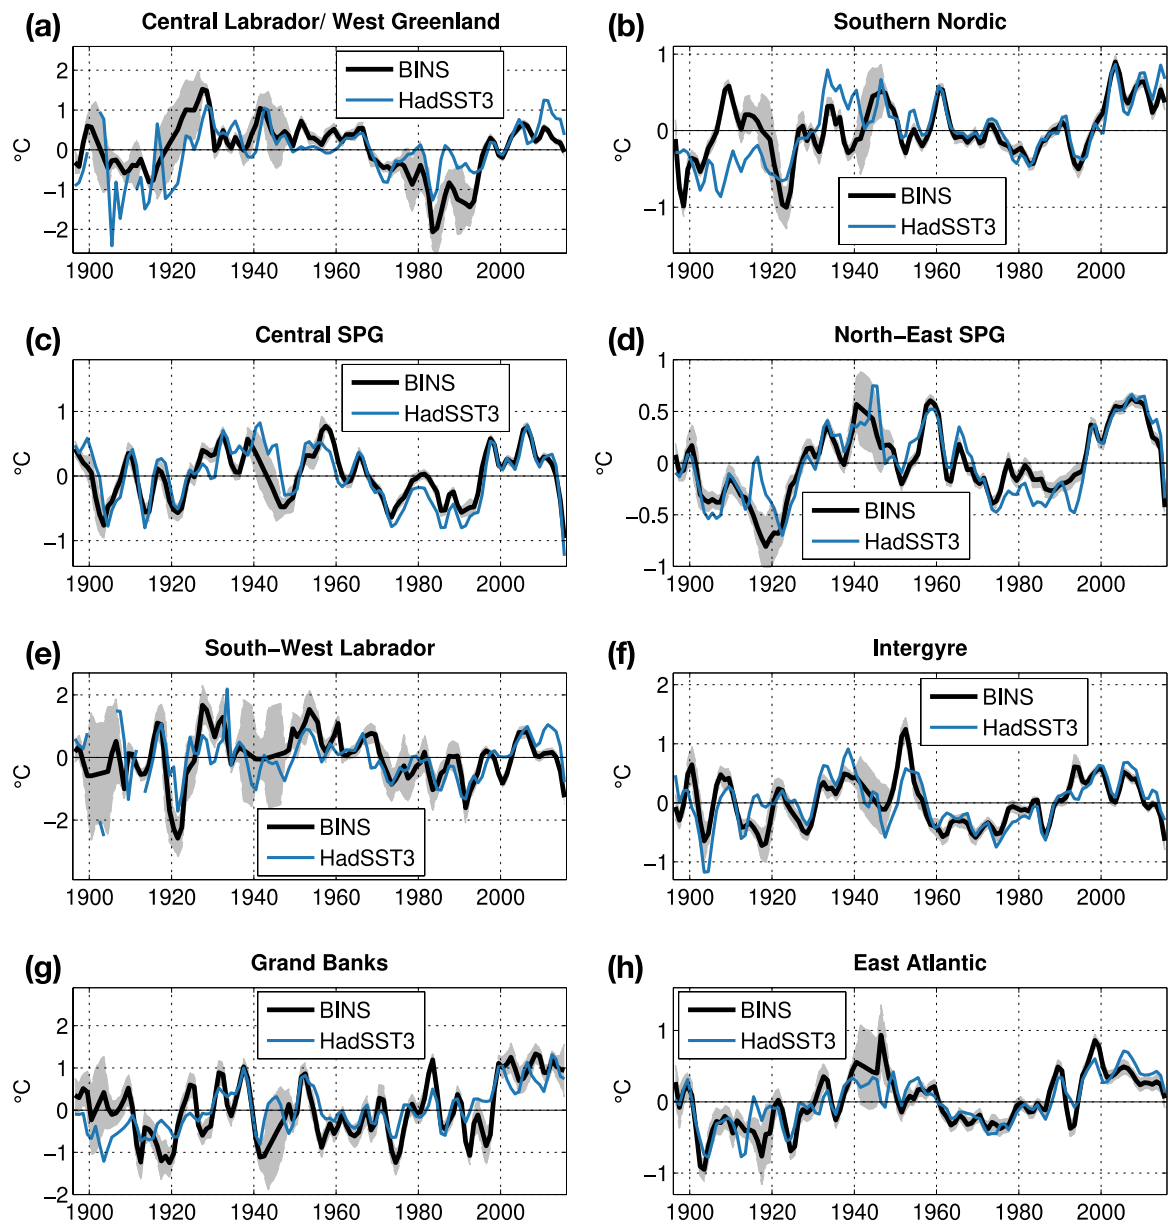 (a) Central Labrador/ West Greenland
BINS
HadSST3
°C
2
1
0
−1
−2
1900 1920 1940 1960 1980 2000
(b) Southern Nordic
BINS
HadSST3
°C
1
0
−1
1900 1920 1940 1960 1980 2000
(c) Central SPG
BINS
HadSST3
°C
1
0
−1
1900 1920 1940 1960 1980 2000
(d) North−East SPG
BINS
HadSST3
°C
1
0.5
0
−0.5
−1
1900 1920 1940 1960 1980 2000
(e) South−West Labrador
BINS
HadSST3
°C
2
0
−2
1900 1920 1940 1960 1980 2000
(f) Intergyre
BINS
HadSST3
°C
2
1
0
−1
1900 1920 1940 1960 1980 2000
(g) Grand Banks
BINS
HadSST3
°C
2
1
0
−1
−2
1900 1920 1940 1960 1980 2000
(h) East Atlantic
BINS
HadSST3
°C
1
0
−1
1900 1920 1940 1960 1980 2000